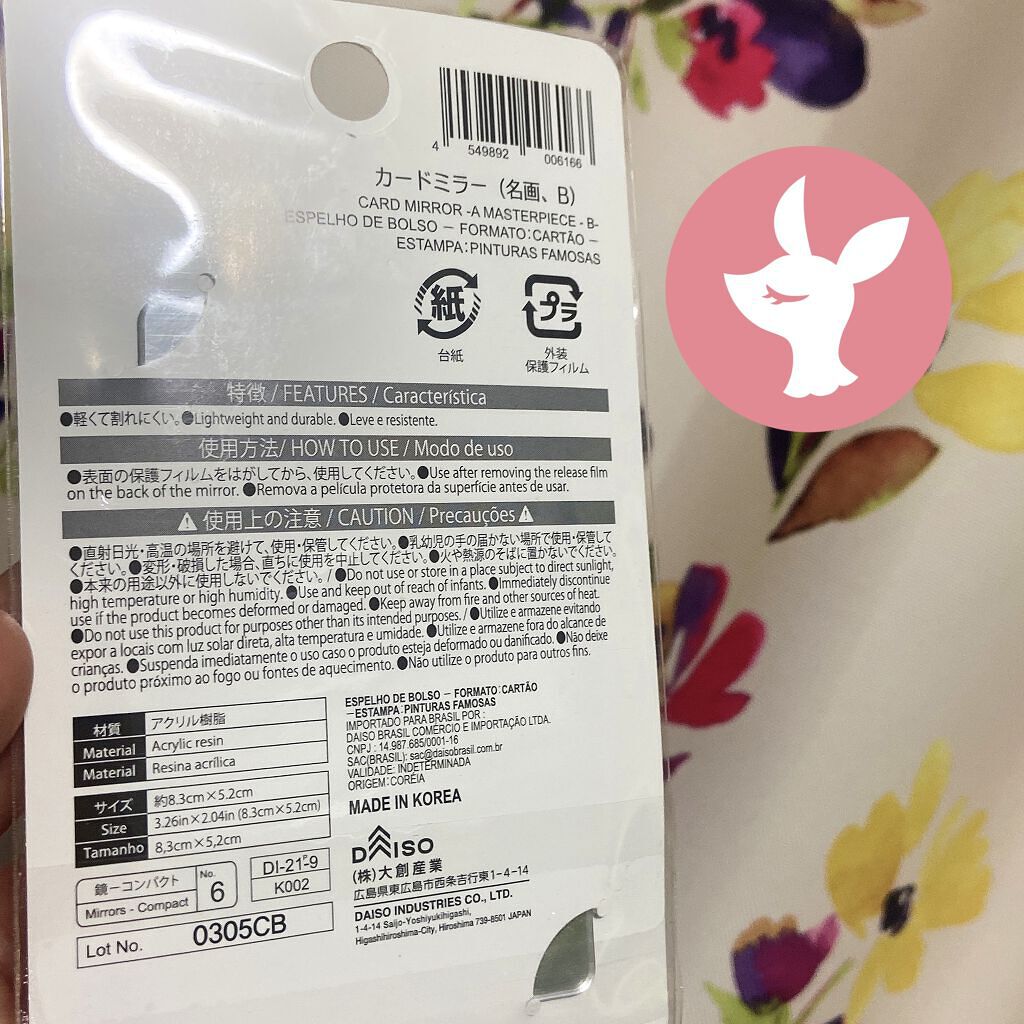 4 549892 006166
カードミラー（名画、B）
CARD MIRROR -A MASTERPIECE - B-
ESPELHO DE BOLSO － FORMATO:CARTÃO －
ESTAMPA:PINTURAS FAMOSAS
紙
台紙
プラ
外装
保護フィルム
特徴 / FEATURES / Característica
●軽くて割れにくい。●Lightweight and durable. ●Leve e resistente.
使用方法/ HOW TO USE / Modo de uso
●表面の保護フィルムをはがしてから、使用してください。●Use after removing the release film
on the back of the mirror. ●Remova a película protetora da superfície antes de usar.
⚠ 使用上の注意 / CAUTION / Precauções ⚠
●直射日光・高温の場所を避けて、使用・保管してください。●乳幼児の手の届かない場所で使用・保管して
ください。●変形・破損した場合、直ちに使用を中止してください。●火や熱源のそばに置かないでください。
●本来の用途以外に使用しないでください。/ ●Do not use or store in a place subject to direct sunlight,
high temperature or high humidity. ●Use and keep out of reach of infants. ●Immediately discontinue
use if the product becomes deformed or damaged. ●Keep away from fire and other sources of heat.
●Do not use this product for purposes other than its intended purposes. / ●Utilize e armazene evitando
expor a locais com luz solar direta, alta temperatura e umidade. ●Utilize e armazene fora do alcance de
crianças. ●Suspenda imediatamente o uso caso o produto esteja deformado ou danificado. ●Não deixe
o produto próximo ao fogo ou fontes de aquecimento. ●Não utilize o produto para outros fins.
材質 アクリル樹脂
Material Acrylic resin
Material Resina acrílica
サイズ 約8.3cm×5.2cm
Size 3.26in×2.04in (8.3cm×5.2cm)
Tamanho 8,3cm×5,2cm
鏡－コンパクト
Mirrors - Compact
No.
6
DI-21-9
P
K002
Lot No. 0305CB
ESPELHO DE BOLSO － FORMATO:CARTÃO
－ESTAMPA:PINTURAS FAMOSAS
IMPORTADO PARA BRASIL POR :
DAISO BRASIL COMÉRCIO E IMPORTAÇÃO LTDA.
CNPJ : 14.987.685/0001-16
SAC(BRASIL): sac@daisobrasil.com.br
VALIDADE: INDETERMINADA
ORIGEM:CORÉIA
MADE IN KOREA
DAISO
(株)大創産業
広島県東広島市西条吉行東1-4-14
DAISO INDUSTRIES CO., LTD.
1-4-14 Saijo-Yoshiyukihigashi,
Higashihiroshima-City, Hiroshima 739-8501 JAPAN